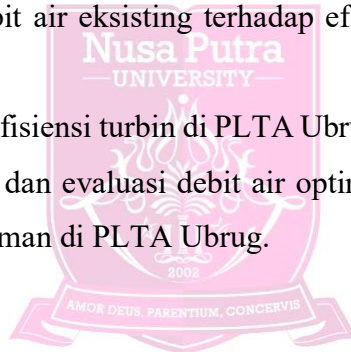 bit air eksisting terhadap ef
Nusa Putra
UNIVERSITY
fisiensi turbin di PLTA Ubru
dan evaluasi debit air optim
man di PLTA Ubrug.
2002
AMOR DEUS, PARENTIUM, CONCERVIS